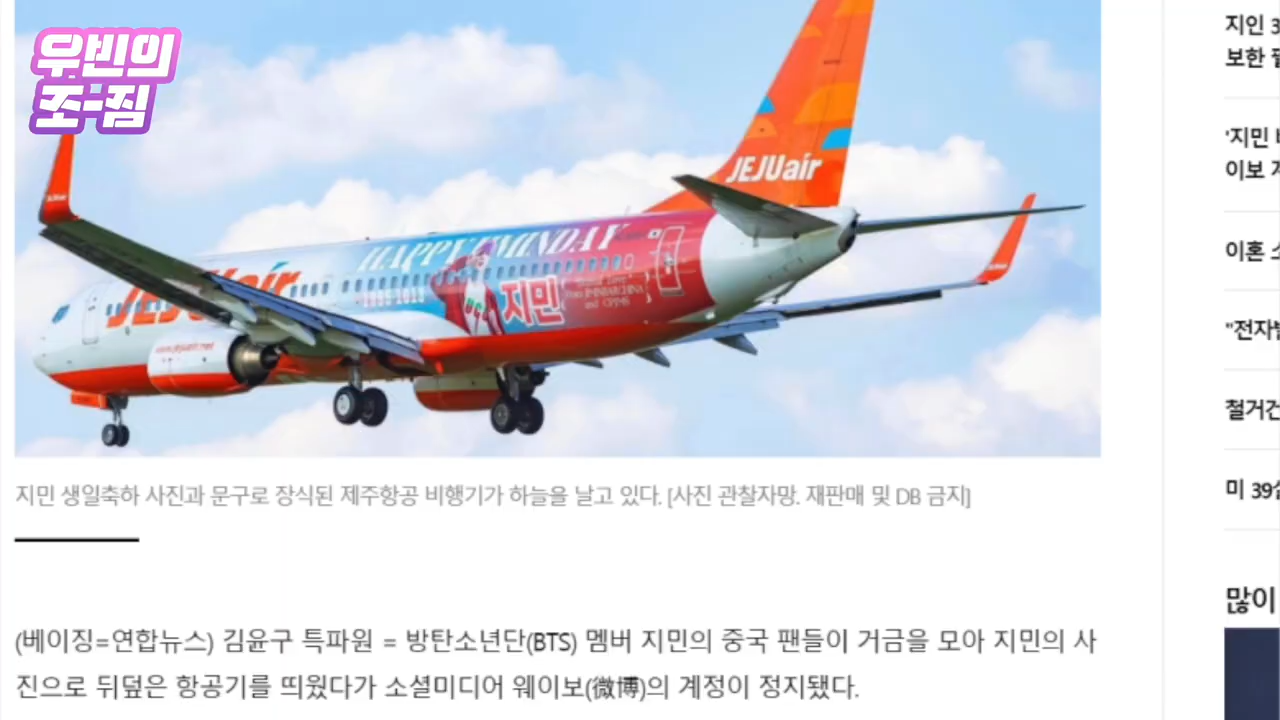 우빈의
조-짐
JEJUair
HAPPY JIMINDAY
JEJUair
지민
www.jejuair.net
지민 생일축하 사진과 문구로 장식된 제주항공 비행기가 하늘을 날고 있다. [사진 관찰자망. 재판매 및 DB 금지]
(베이징=연합뉴스) 김윤구 특파원 = 방탄소년단(BTS) 멤버 지민의 중국 팬들이 거금을 모아 지민의 사
진으로 뒤덮은 항공기를 띄웠다가 소셜미디어 웨이보(微博)의 계정이 정지됐다.
지인 3
보한
'지민
이보
이혼
"전자
철거
미 39
많이